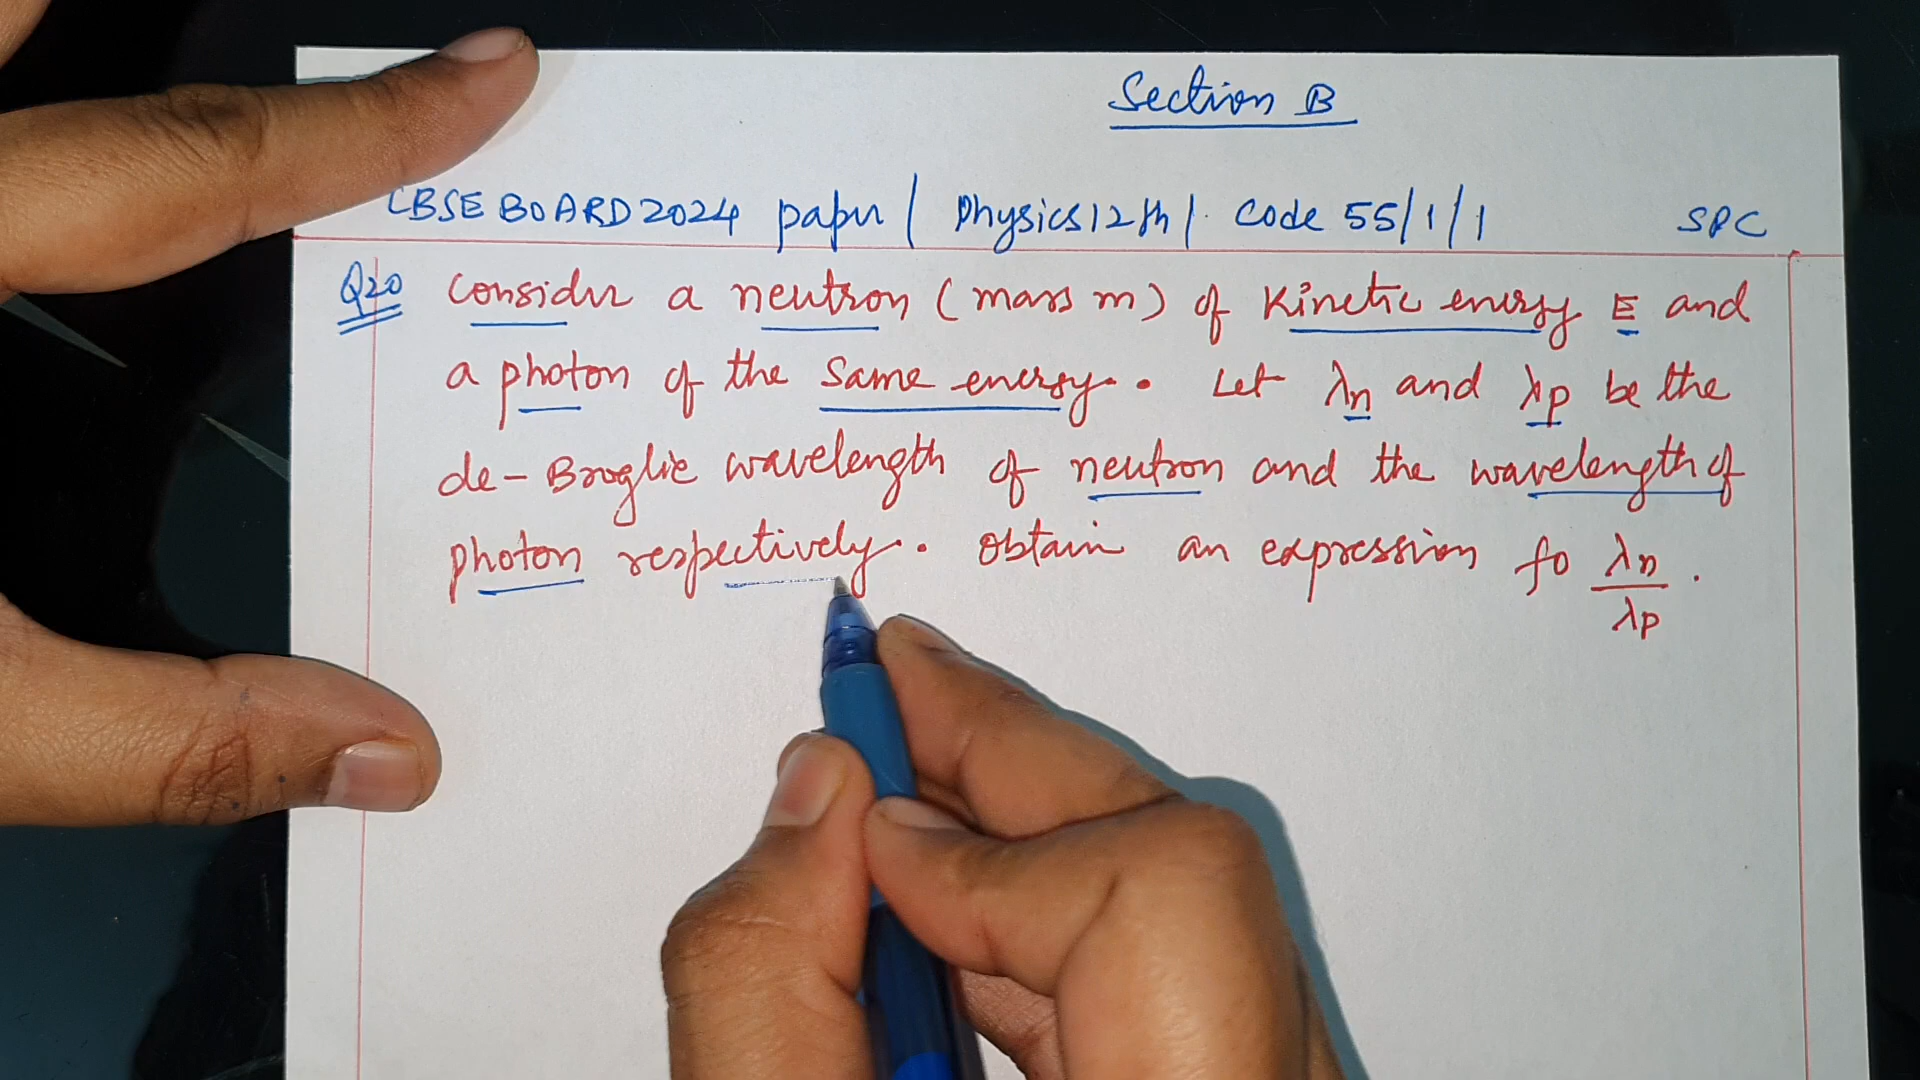 Section B
CBSE BOARD 2024 paper | Physics 12th |. Code 55/1/1 SPC
Q20 Consider a neutron (mass m) of Kinetic energy E and
a photon of the same energy. Let λn and λp be the
de-Broglie wavelength of neutron and the wavelength of
photon respectively. Obtain an expression fo λn/λp.